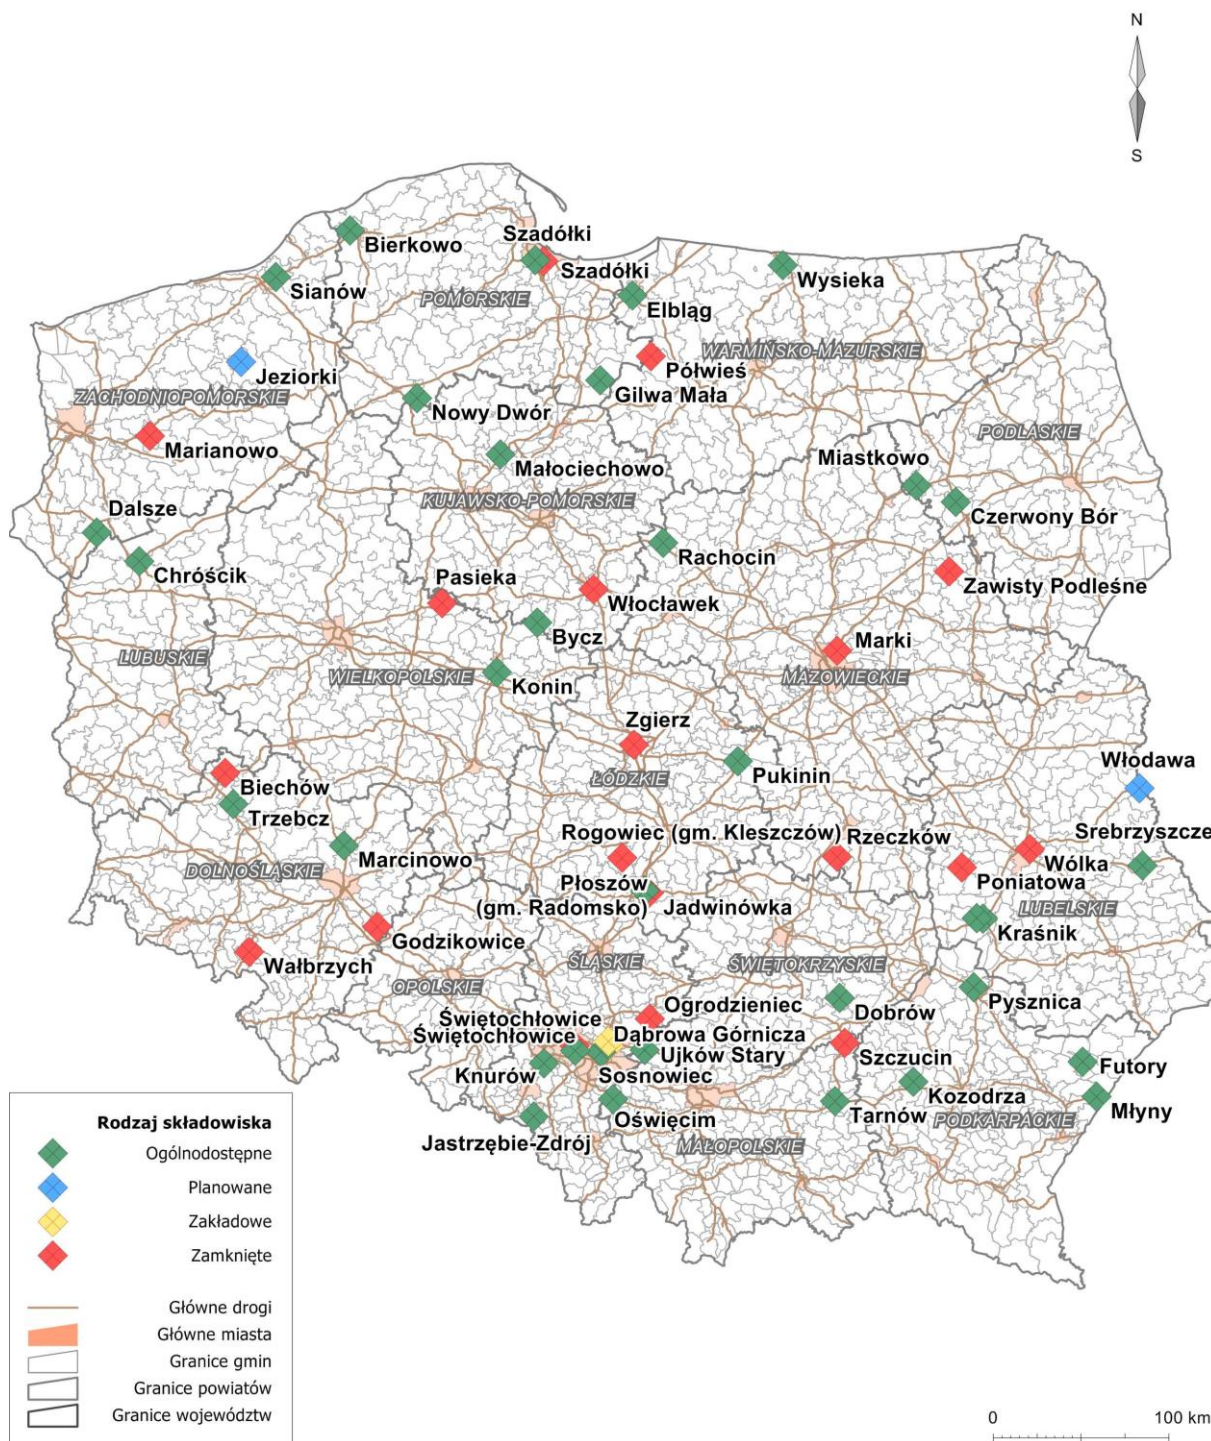 N
S
Szadółki
Bierkowo
Szadółki
Wysieka
Sianów
POMORSKIE
Elbląg
WARMIŃSKO-MAZURSKIE
Półwieś
Jeziorki
Gilwa Mała
ZACHODNIOPOMORSKIE
Nowy Dwór
PODLASKIE
Marianowo
Miastkowo
Małociechowo
KUJAWSKO-POMORSKIE
Dalsze
Czerwony Bór
Rachocin
Chróścik
Pasieka
Zawisty Podleśne
Włocławek
Bycz
Marki
LUBUSKIE
WIELKOPOLSKIE
Konin
MAZOWIECKIE
Zgierz
Włodawa
ŁÓDZKIE
Pukinin
Biechów
Trzebcz
Rogowiec (gm. Kleszczów)
Rzeczków
Srebrzyszcze
Marcinowo
Wólka
DOLNOŚLĄSKIE
Płoszów
(gm. Radomsko)
Jadwinówka
Poniatowa
LUBELSKIE
Kraśnik
Godzikowice
Wałbrzych
ŚLĄSKIE
ŚWIĘTOKRZYSKIE
OPOLSKIE
Pysznica
Ogrodzieniec
Dobrów
Świętochłowice
Dąbrowa Górnicza
Świętochłowice
Ujków Stary
Szczucin
Futory
Knurów
Sosnowiec
Kozodrza
Młyny
Oświęcim
Tarnów
PODKARPACKIE
Jastrzębie-Zdrój
MAŁOPOLSKIE
Rodzaj składowiska
Ogólnodostępne
Planowane
Zakładowe
Zamknięte
Główne drogi
Główne miasta
Granice gmin
Granice powiatów
Granice województw
0
100 km